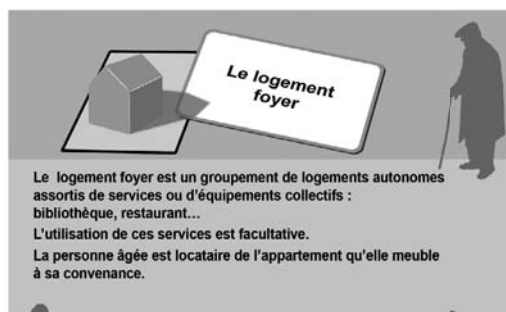 Le logement
foyer
Le logement foyer est un groupement de logements autonomes
assortis de services ou d'équipements collectifs :
bibliothèque, restaurant…
L'utilisation de ces services est facultative.
La personne âgée est locataire de l'appartement qu'elle meuble
à sa convenance.